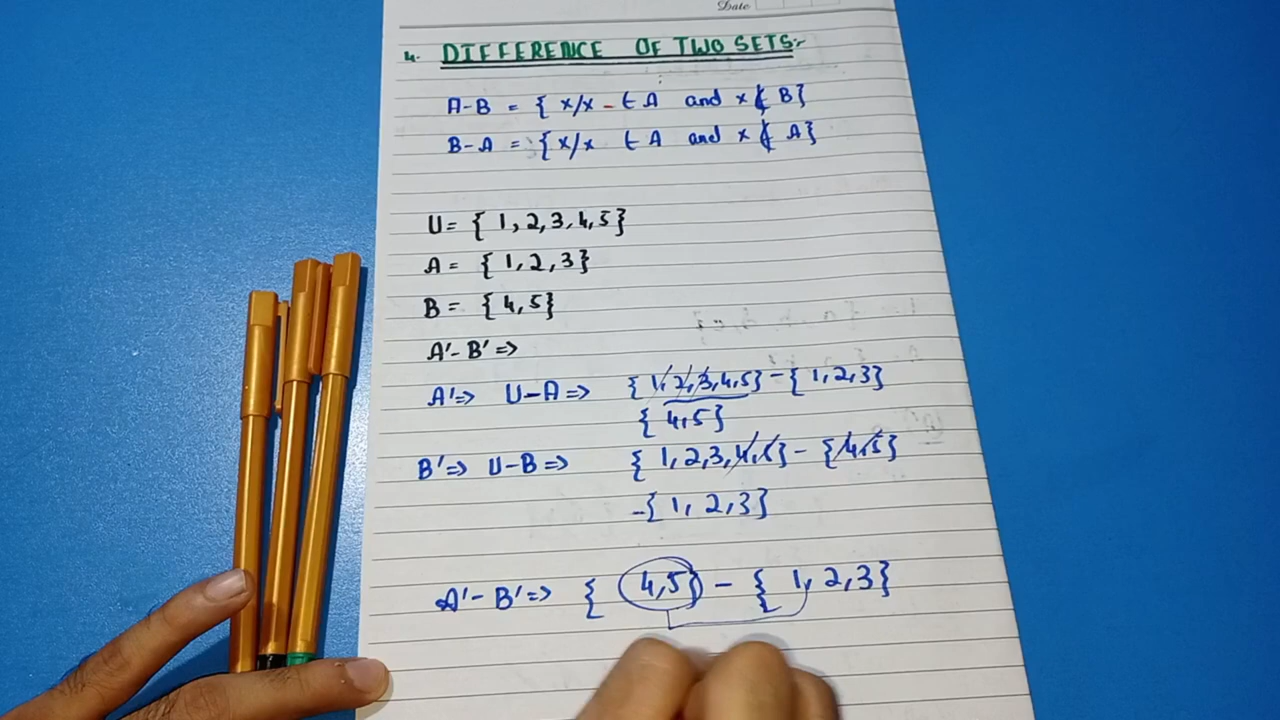 Date
4. DIFFERENCE OF TWO SETS:-
A-B = { x/x - ∈ A and x ∉ B}
B-A = {x/x ∈ A and x ∉ A}
U = { 1, 2, 3, 4, 5}
A = { 1, 2, 3}
B = { 4, 5}
A'-B' =>
A' => U-A => { 1, 2, 3, 4, 5} - { 1, 2, 3}
{ 4, 5}
B' => U-B => { 1, 2, 3, 4, 5} - { 4, 5}
-{ 1, 2, 3}
A'-B' => { 4, 5} - { 1, 2, 3}